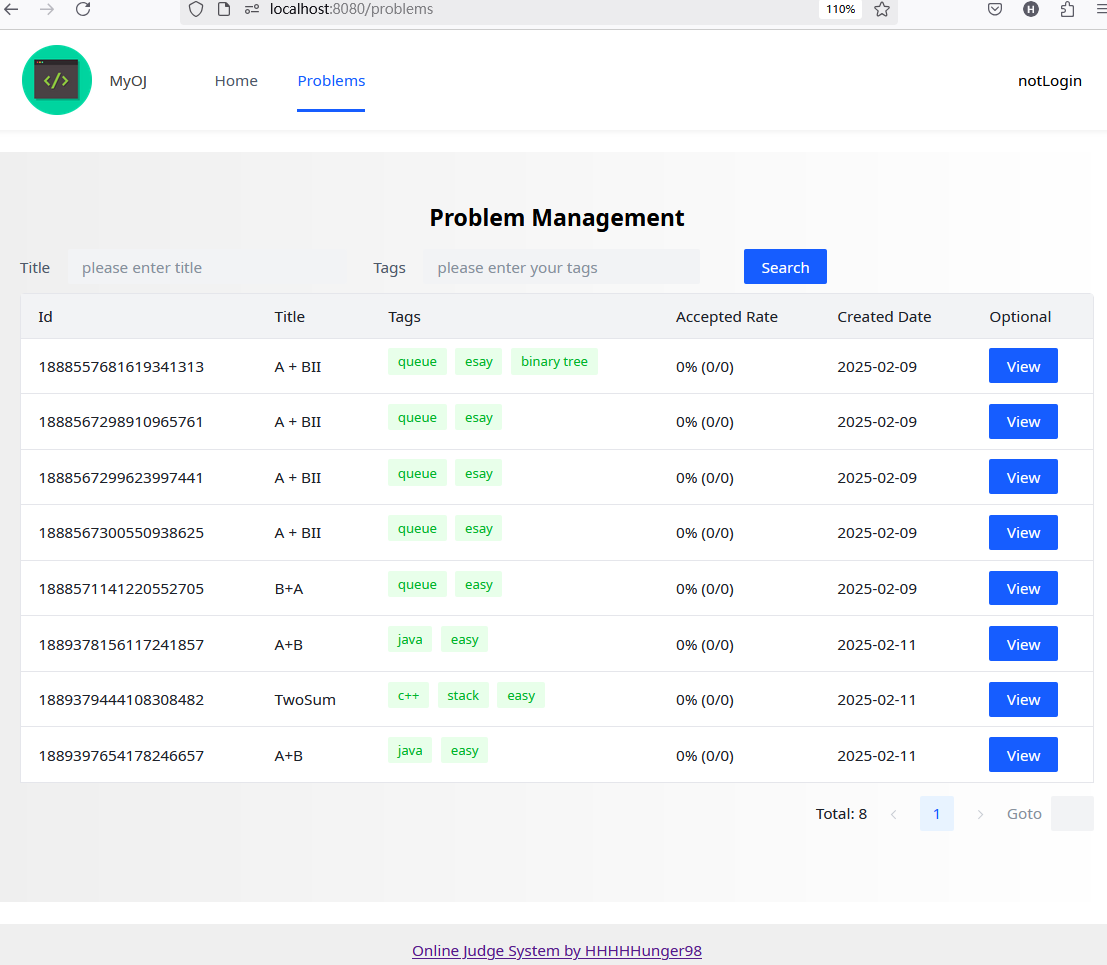 localhost:8080/problems 110% H
</> MyOJ Home Problems notLogin
Problem Management
Title please enter title Tags please enter your tags Search
Id Title Tags Accepted Rate Created Date Optional
1888557681619341313 A + BII queue esay binary tree 0% (0/0) 2025-02-09 View
1888567298910965761 A + BII queue esay 0% (0/0) 2025-02-09 View
1888567299623997441 A + BII queue esay 0% (0/0) 2025-02-09 View
1888567300550938625 A + BII queue esay 0% (0/0) 2025-02-09 View
1888571141220552705 B+A queue easy 0% (0/0) 2025-02-09 View
1889378156117241857 A+B java easy 0% (0/0) 2025-02-11 View
1889379444108308482 TwoSum c++ stack easy 0% (0/0) 2025-02-11 View
1889397654178246657 A+B java easy 0% (0/0) 2025-02-11 View
Total: 8 < 1 > Goto
Online Judge System by HHHHHunger98